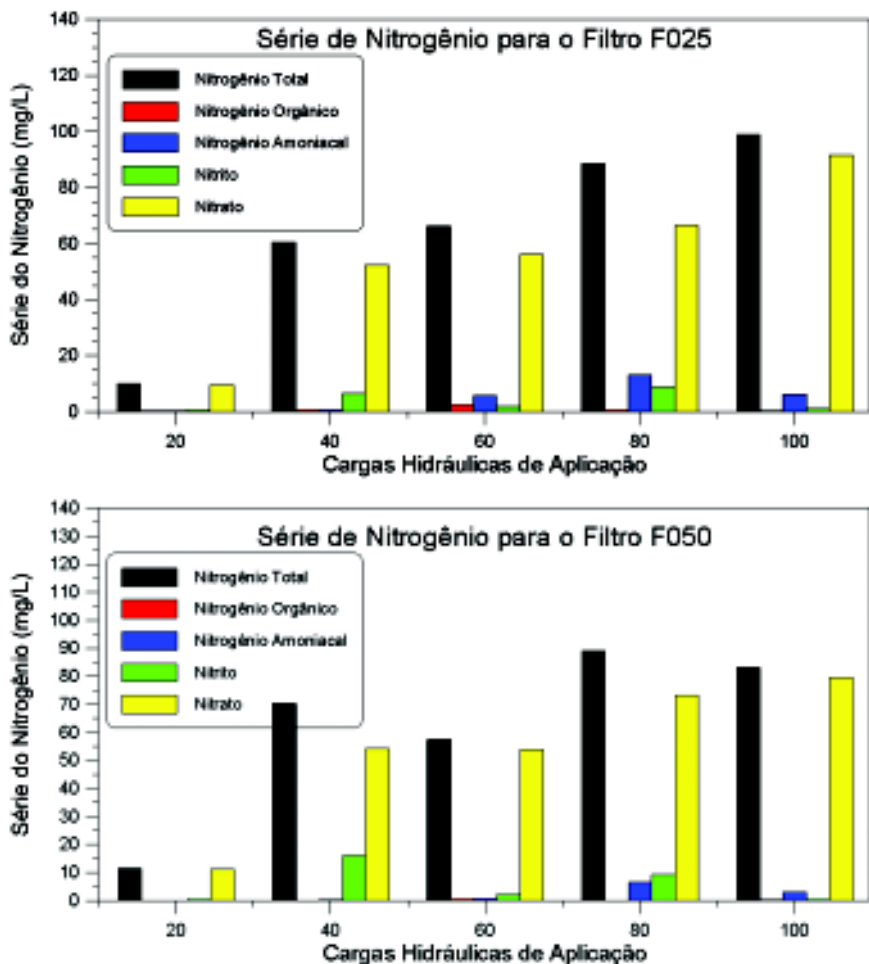 Série de Nitrogênio para o Filtro F025
Série do Nitrogênio (mg/L)
140
120
100
80
60
40
20
0
Nitrogênio Total
Nitrogênio Orgânico
Nitrogênio Amoniacal
Nitrito
Nitrato
20 40 60 80 100
Cargas Hidráulicas de Aplicação
Série de Nitrogênio para o Filtro F050
Série do Nitrogênio (mg/L)
140
130
120
110
100
90
80
70
60
50
40
30
20
10
0
Nitrogênio Total
Nitrogênio Orgânico
Nitrogênio Amoniacal
Nitrito
Nitrato
20 40 60 80 100
Cargas Hidráulicas de Aplicação